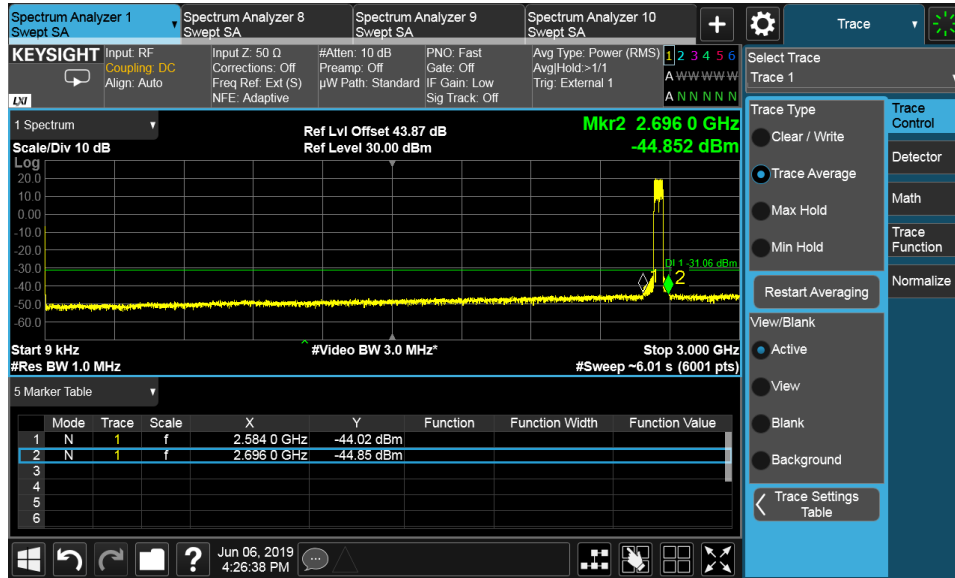 Spectrum Analyzer 1
Swept SA
Spectrum Analyzer 8
Swept SA
Spectrum Analyzer 9
Swept SA
Spectrum Analyzer 10
Swept SA
+
Trace
KEYSIGHT
LXI
Input: RF
Coupling: DC
Align: Auto
Input Z: 50 Ω
Corrections: Off
Freq Ref: Ext (S)
NFE: Adaptive
#Atten: 10 dB
Preamp: Off
µW Path: Standard
PNO: Fast
Gate: Off
IF Gain: Low
Sig Track: Off
Avg Type: Power (RMS)
Avg|Hold:>1/1
Trig: External 1
1 2 3 4 5 6
A W W W W W
A N N N N N
Select Trace
Trace 1
1 Spectrum
Scale/Div 10 dB
Ref Lvl Offset 43.87 dB
Ref Level 30.00 dBm
Mkr2 2.696 0 GHz
-44.852 dBm
Log
20.0
10.0
0.00
-10.0
-20.0
-30.0
-40.0
-50.0
-60.0
DL1 -31.06 dBm
1
2
Start 9 kHz
#Res BW 1.0 MHz
#Video BW 3.0 MHz*
Stop 3.000 GHz
#Sweep ~6.01 s (6001 pts)
5 Marker Table
Mode Trace Scale X Y Function Function Width Function Value
1 N 1 f 2.584 0 GHz -44.02 dBm
2 N 1 f 2.696 0 GHz -44.85 dBm
3
4
5
6
Trace Type
Clear / Write
Trace Average
Max Hold
Min Hold
Restart Averaging
View/Blank
Active
View
Blank
Background
Trace Settings
Table
Trace
Control
Detector
Math
Trace
Function
Normalize
?
Jun 06, 2019
4:26:38 PM